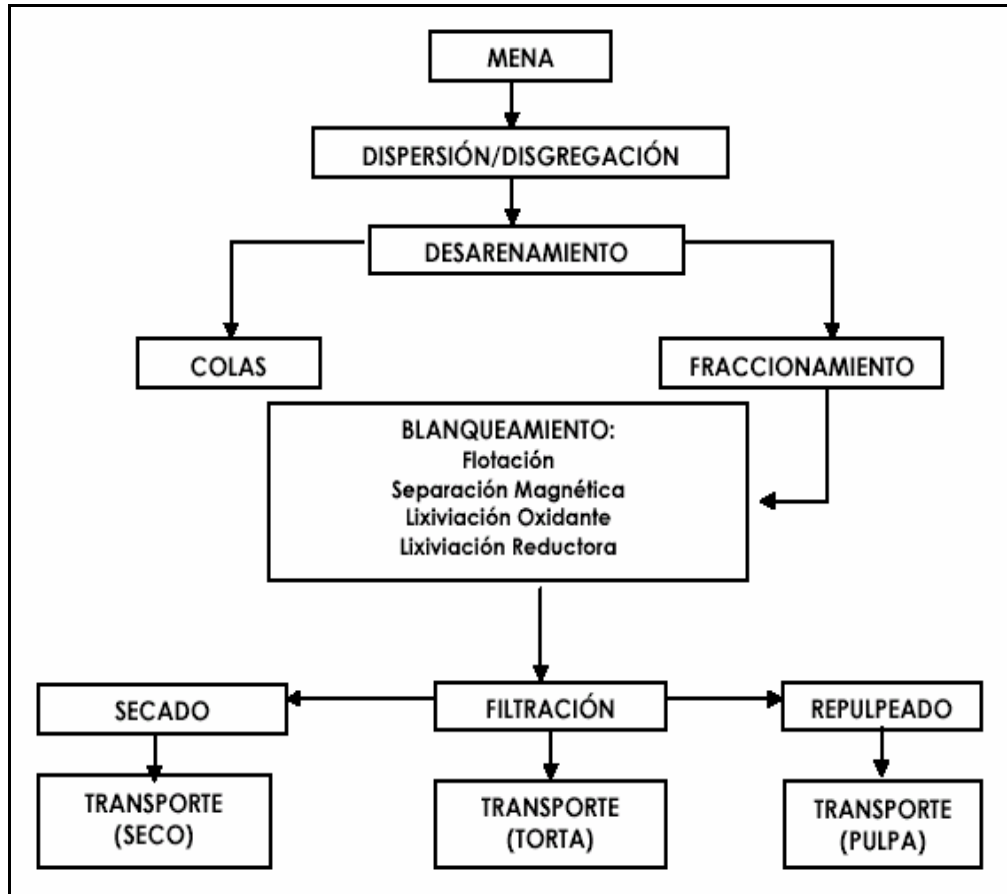 MENA
DISPERSIÓN/DISGREGACIÓN
DESARENAMIENTO
COLAS
FRACCIONAMIENTO
BLANQUEAMIENTO:
Flotación
Separación Magnética
Lixiviación Oxidante
Lixiviación Reductora
SECADO
FILTRACIÓN
REPULPEADO
TRANSPORTE
(SECO)
TRANSPORTE
(TORTA)
TRANSPORTE
(PULPA)